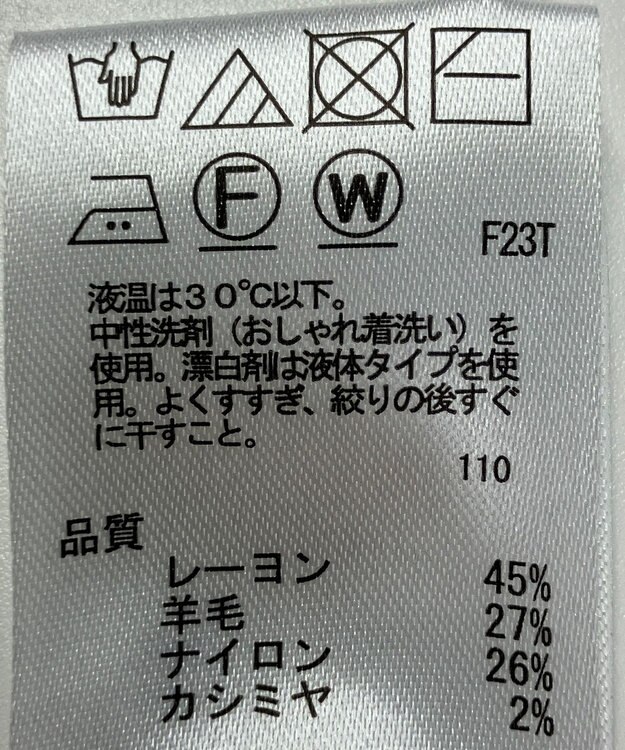 F W F23T
液温は30℃以下。
中性洗剤（おしゃれ着洗い）を
使用。漂白剤は液体タイプを使
用。よくすすぎ、絞りの後すぐ
に干すこと。
110
品質
レーヨン 45%
羊毛 27%
ナイロン 26%
カシミヤ 2%